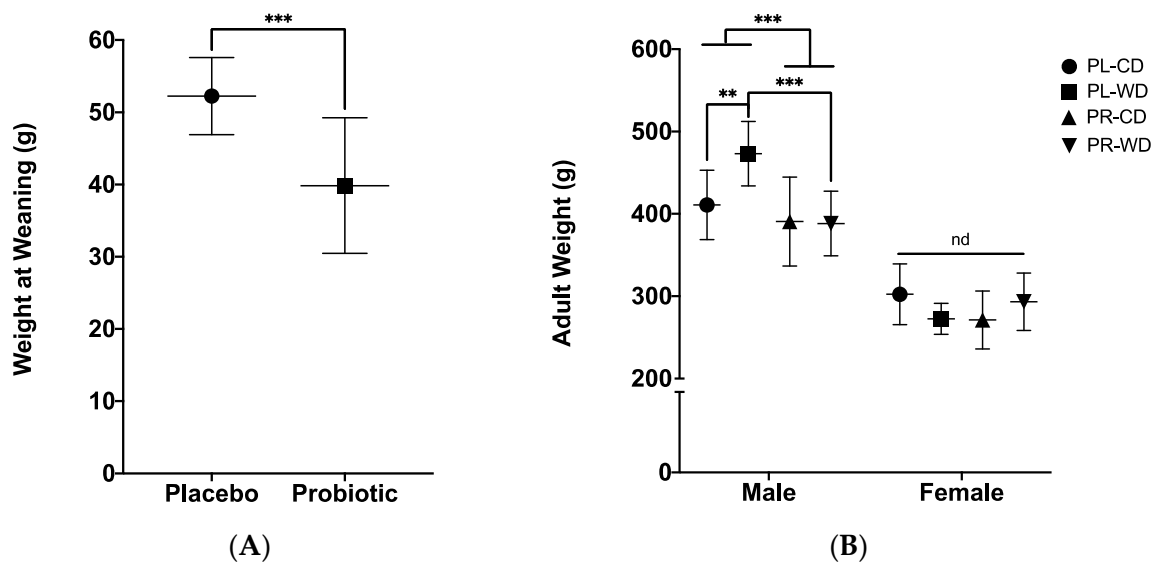 Weight at Weaning (g)
60
50
40
30
20
10
0
***
Placebo
Probiotic
(A)
Adult Weight (g)
600
500
400
300
200
0
***
**
***
nd
Male
Female
PL-CD
PL-WD
PR-CD
PR-WD
(B)